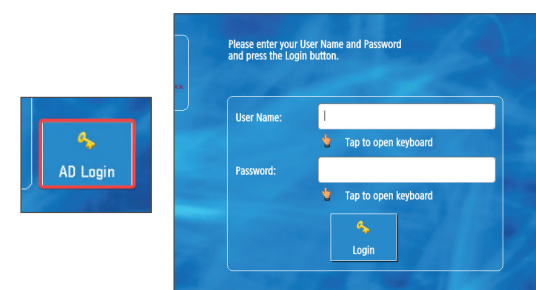 AD Login
Please enter your User Name and Password
and press the Login button.
User Name:
Tap to open keyboard
Password:
Tap to open keyboard
Login